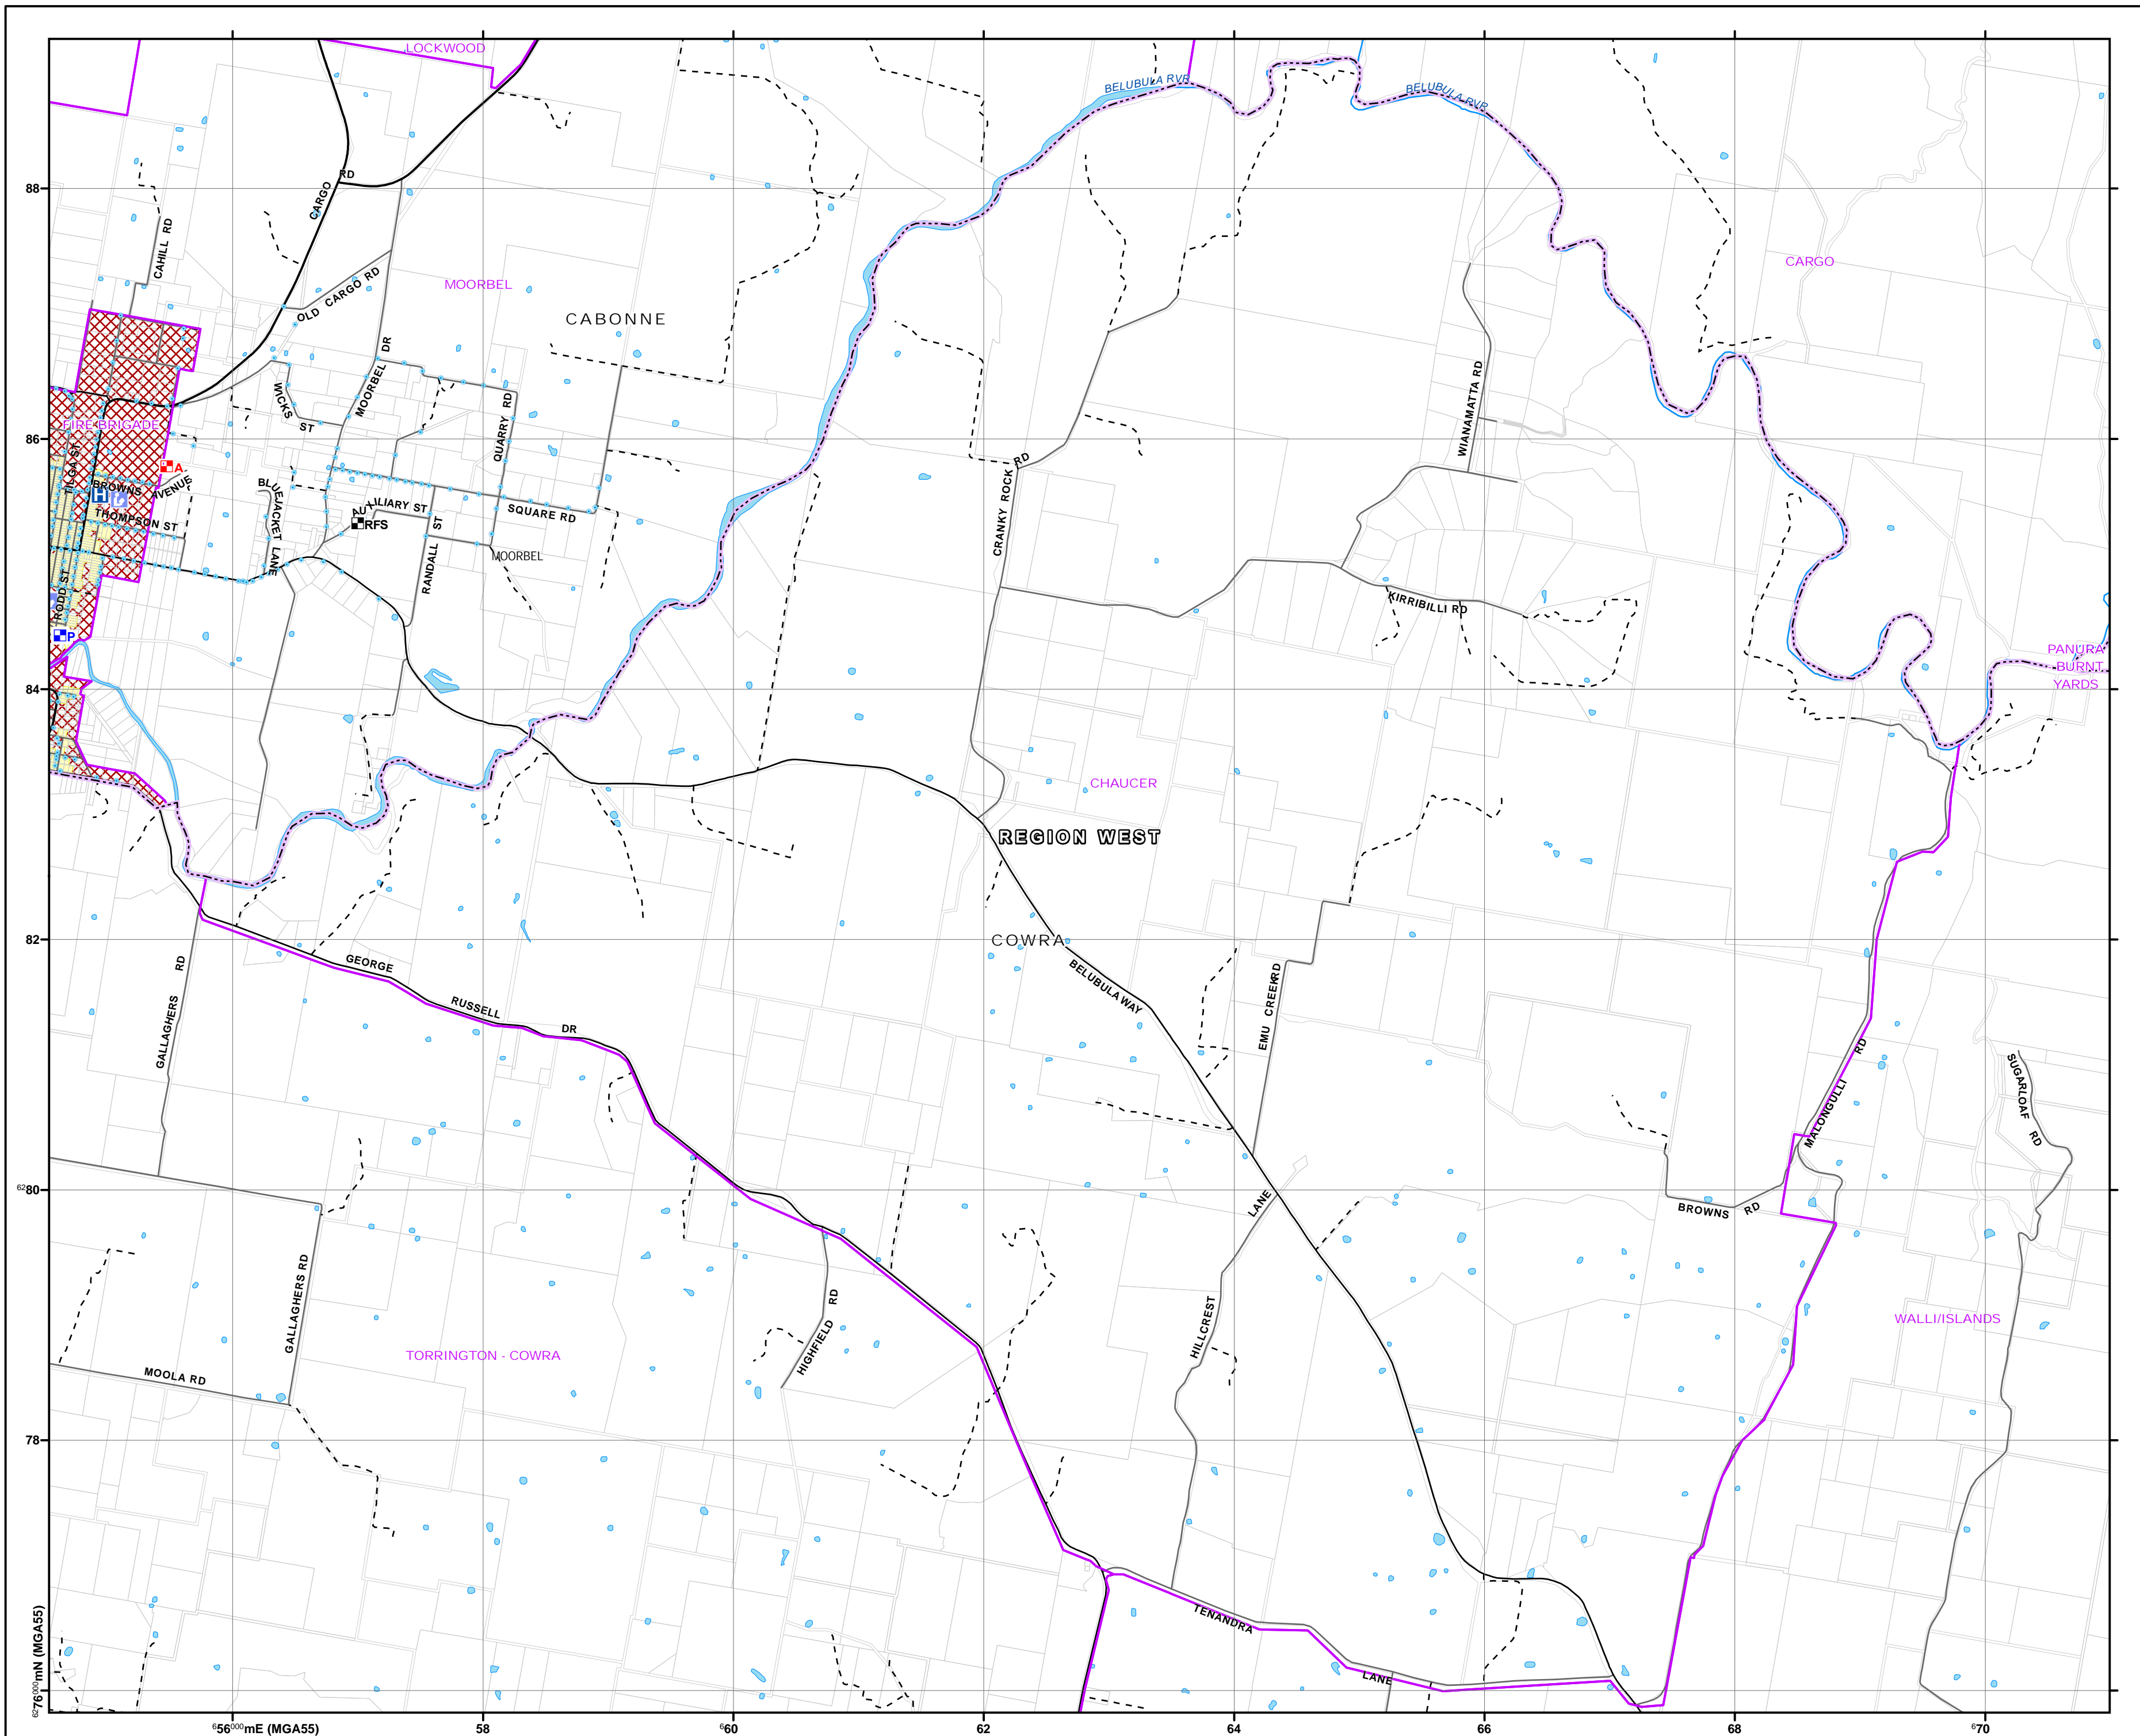 LOCKWOOD
BELUBULA RVR
BELUBULA RVR
CARGO RD
88
CAHILL RD
OLD CARGO RD
MOORBEL
CABONNE
CARGO
MOORBEL DR
WICKS ST
QUARRY RD
WIANAMATTA RD
86
FIRE BRIGADE
TILGA ST
A
H
BROWNS AVENUE
THOMPSON ST
BLUEJACKET LANE
AUXILIARY ST
RFS
SQUARE RD
RANDALL ST
MOORBEL
CRANKY ROCK RD
KIRRIBILLI RD
RODD ST
P
PANURA
BURNT
YARDS
84
CHAUCER
REGION WEST
82
COWRA
GALLAGHERS RD
GEORGE RUSSELL DR
BELUBULA WAY
EMU CREEK RD
MALONGULLI RD
SUGARLOAF RD
6280
BROWNS RD
HILLCREST LANE
GALLAGHERS RD
HIGHFIELD RD
MOOLA RD
TORRINGTON - COWRA
WALLI/ISLANDS
78
TENANDRA LANE
6276000mN (MGA55)
656000mE (MGA55)
58
660
62
64
66
68
670